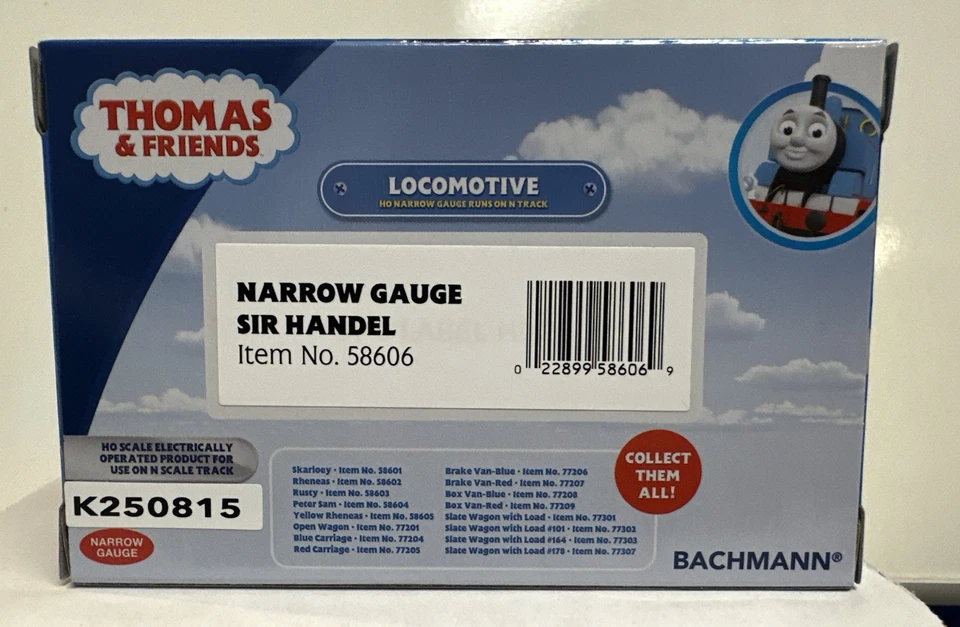 THOMAS
& FRIENDS
LOCOMOTIVE
HO NARROW GAUGE RUNS ON N TRACK
NARROW GAUGE
SIR HANDEL
Item No. 58606
0 22899 58606 9
HO SCALE ELECTRICALLY
OPERATED PRODUCT FOR
USE ON N SCALE TRACK
K250815
NARROW
GAUGE
Skarloey • Item No. 58601
Rheneas • Item No. 58602
Rusty • Item No. 58603
Peter Sam • Item No. 58604
Yellow Rheneas • Item No. 58605
Open Wagon • Item No. 77201
Blue Carriage • Item No. 77204
Red Carriage • Item No. 77205
Brake Van-Blue • Item No. 77206
Brake Van-Red • Item No. 77207
Box Van-Blue • Item No. 77208
Box Van-Red • Item No. 77209
Slate Wagon with Load • Item No. 77301
Slate Wagon with Load #101 • Item No. 77302
Slate Wagon with Load #164 • Item No. 77303
Slate Wagon with Load #178 • Item No. 77307
COLLECT
THEM
ALL!
BACHMANN®